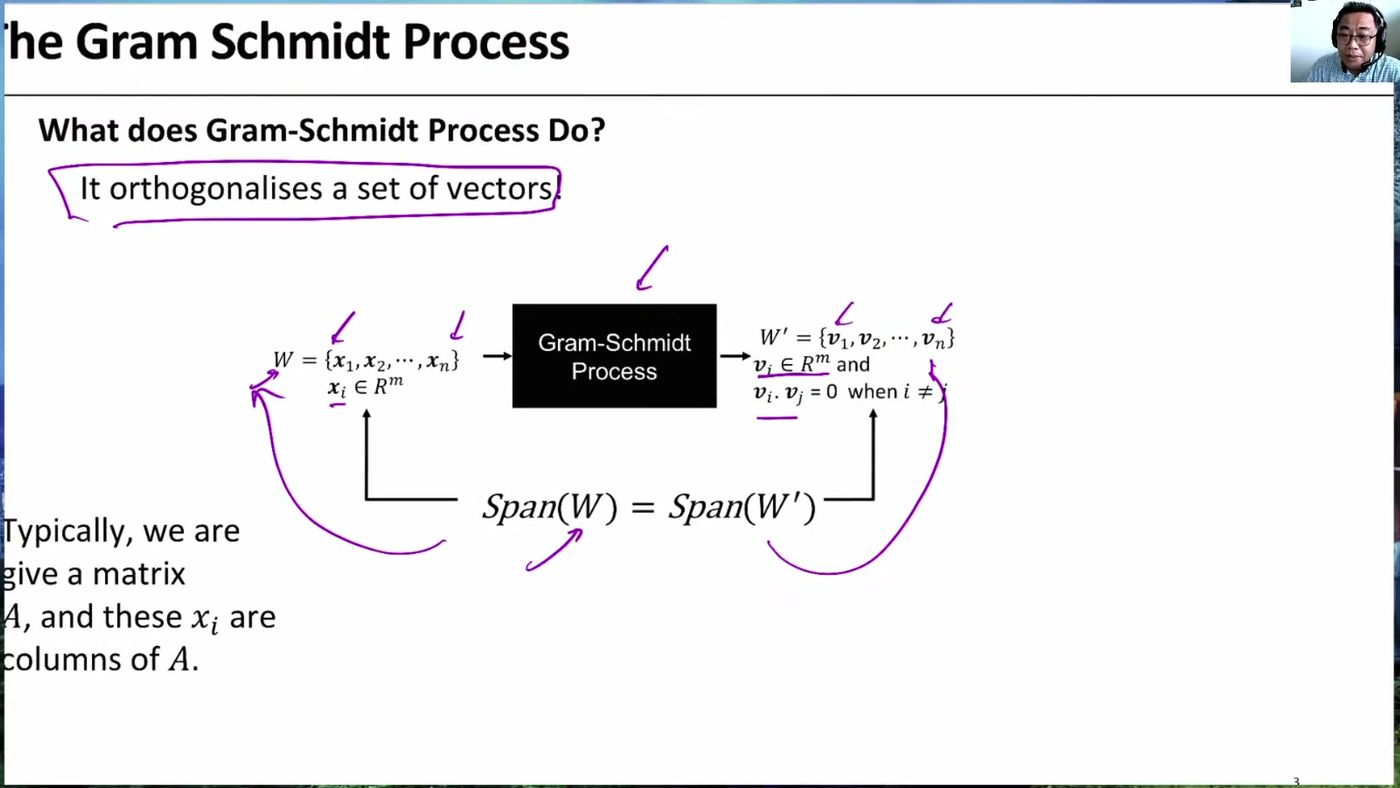 The Gram Schmidt Process
What does Gram-Schmidt Process Do?
It orthogonalises a set of vectors!
W = {x₁, x₂, ⋯, xₙ}
xᵢ ∈ Rᵐ
Gram-Schmidt
Process
W′ = {v₁, v₂, ⋯, vₙ}
vᵢ ∈ Rᵐ and
vᵢ. vⱼ = 0 when i ≠ j
Span(W) = Span(W′)
Typically, we are
give a matrix
A, and these xᵢ are
columns of A.
3